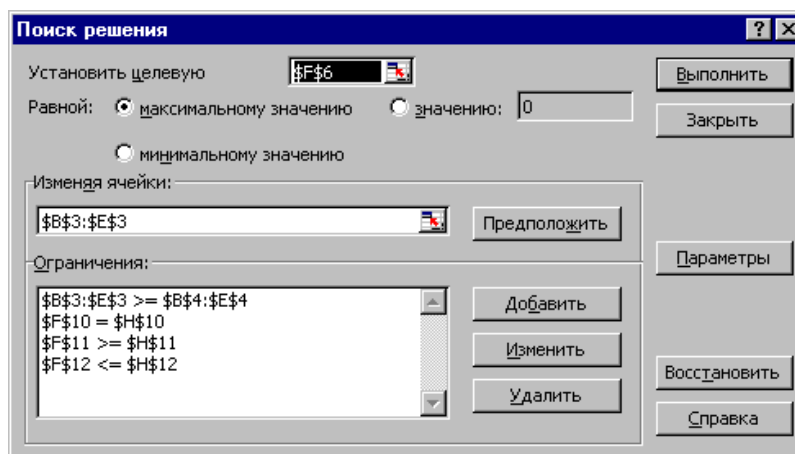 Поиск решения
Установить целевую $F$6
Равной: максимальному значению значению: 0
минимальному значению
Изменяя ячейки:
$B$3:$E$3
Предположить
Ограничения:
$B$3:$E$3 >= $B$4:$E$4
$F$10 = $H$10
$F$11 >= $H$11
$F$12 <= $H$12
Добавить
Изменить
Удалить
Выполнить
Закрыть
Параметры
Восстановить
Справка